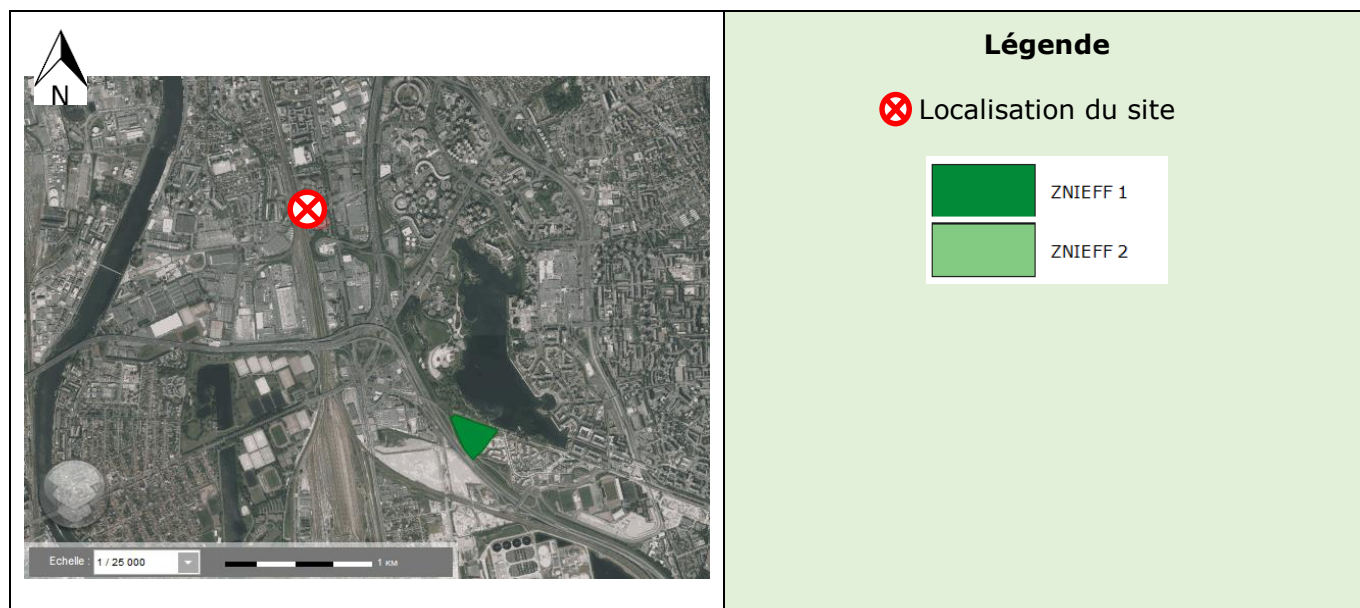 N
Echelle : 1 / 25 000
1 KM
Légende
Localisation du site
ZNIEFF 1
ZNIEFF 2